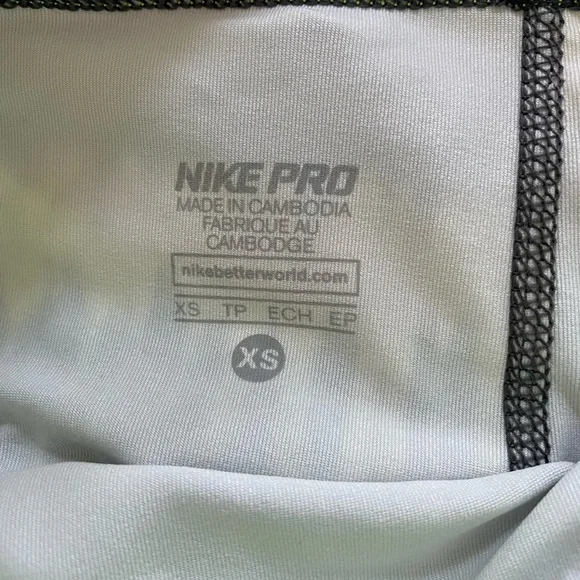 NIKE PRO
MADE IN CAMBODIA
FABRIQUE AU
CAMBODGE
nikebetterworld.com
XS TP ECH EP
XS